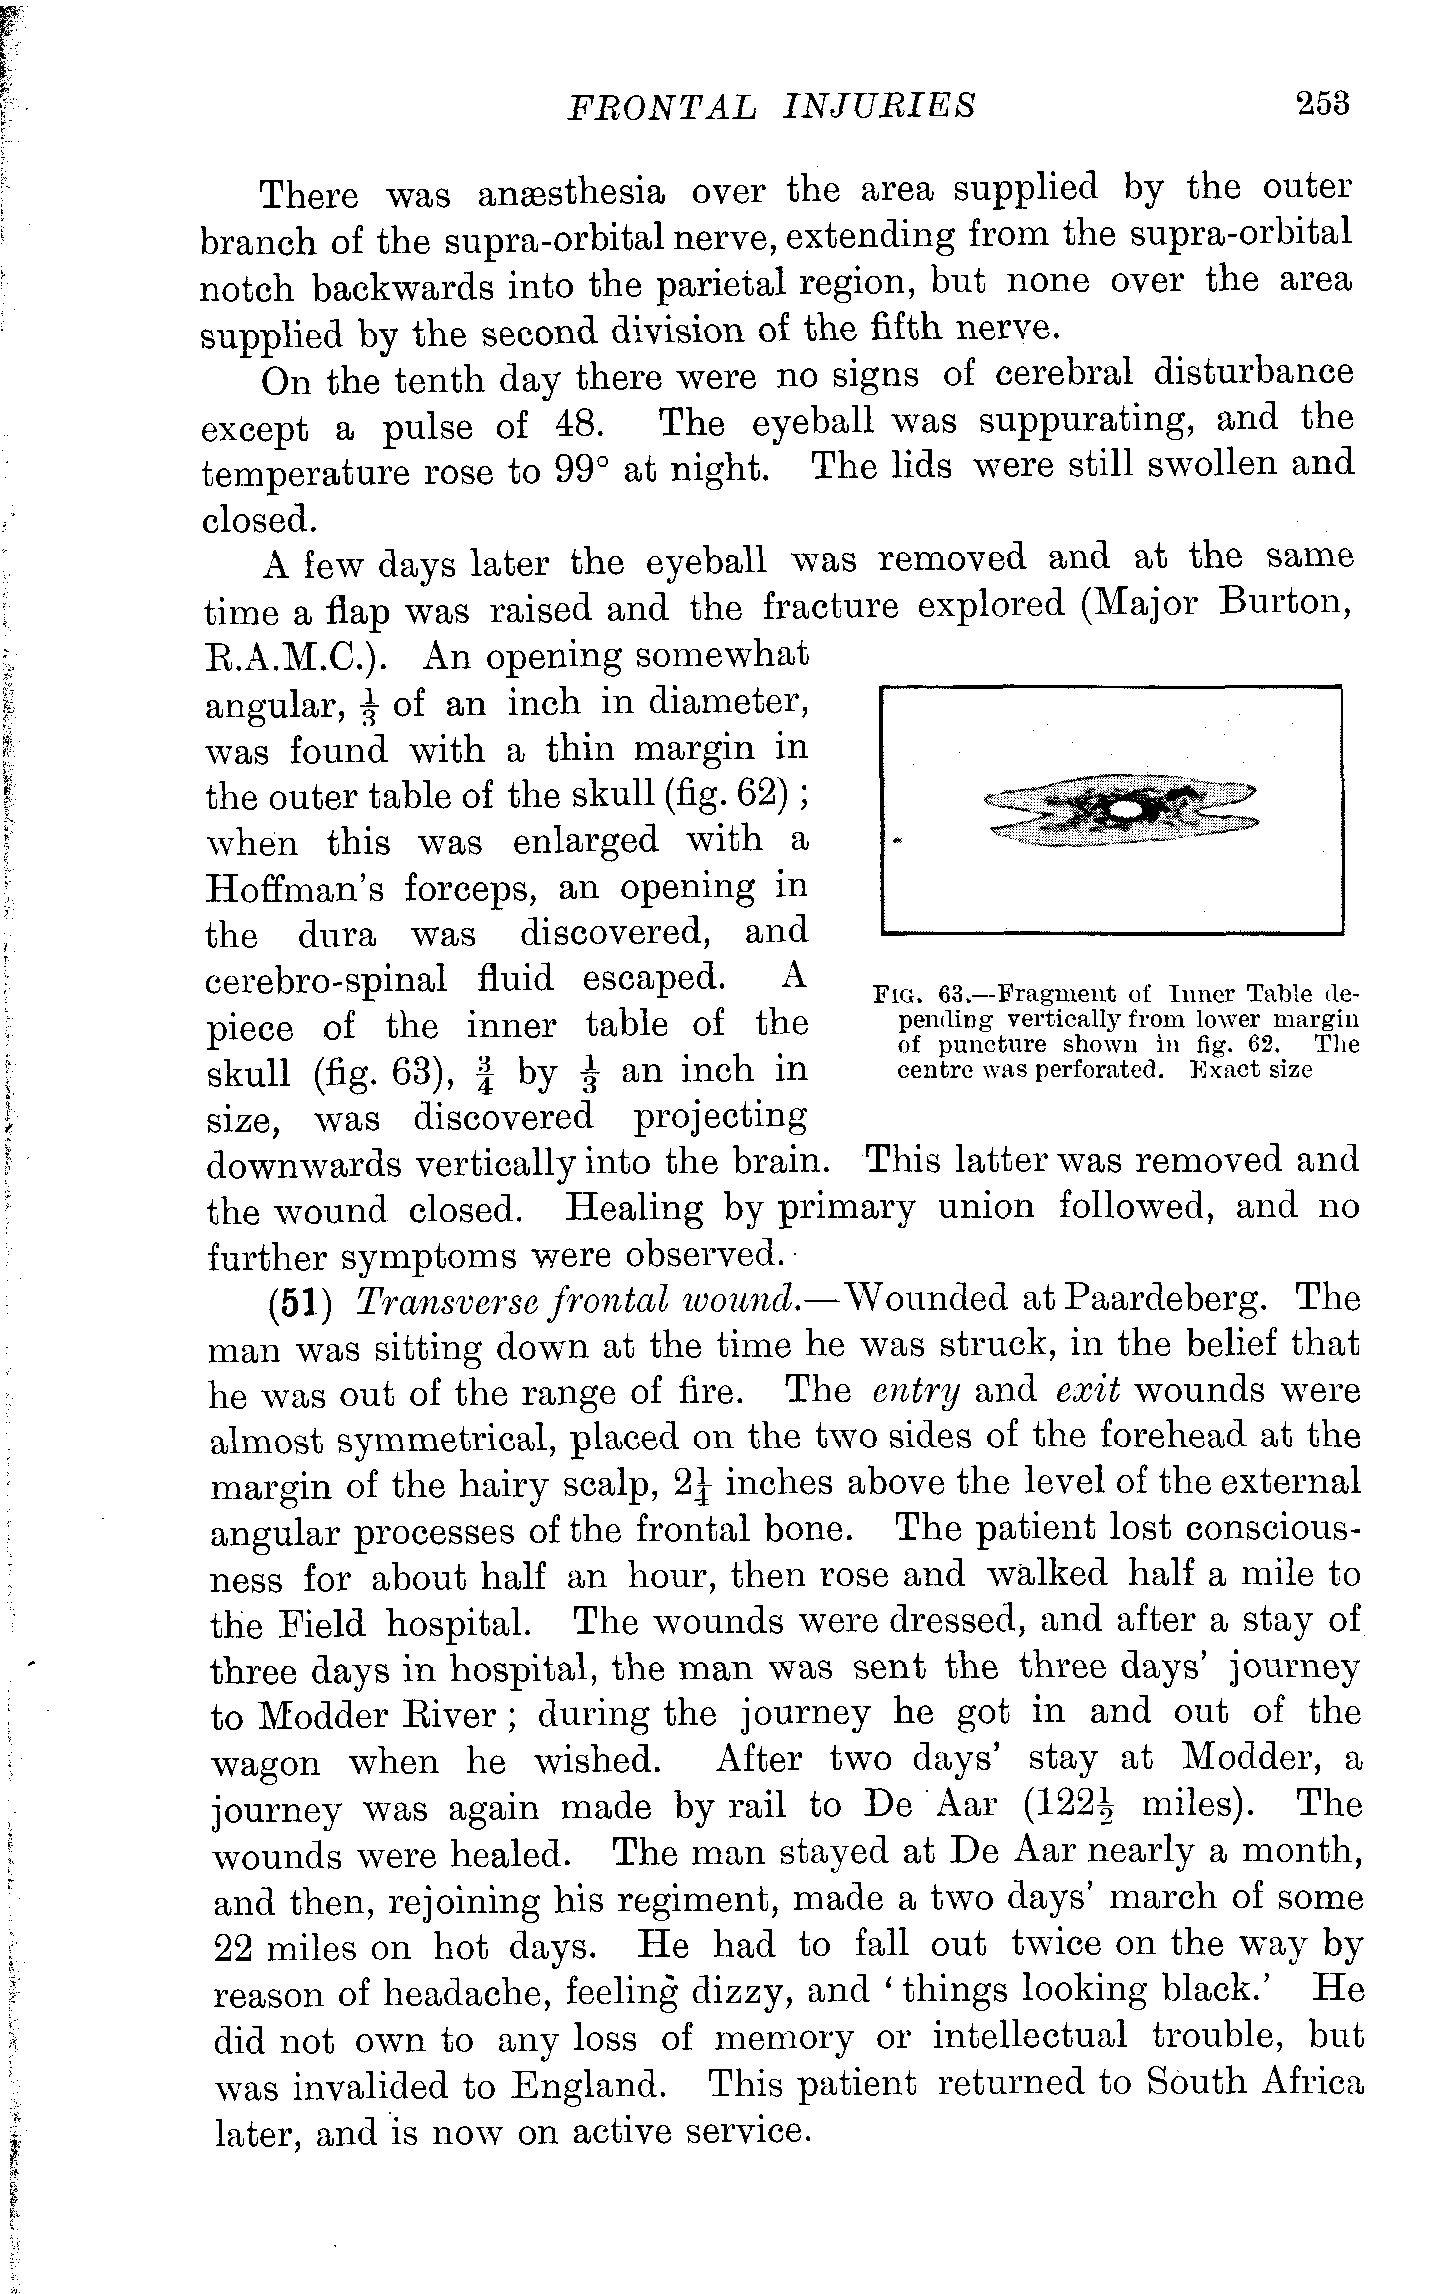 FRONTAL INJURIES 253
There was anæsthesia over the area supplied by the outer
branch of the supra-orbital nerve, extending from the supra-orbital
notch backwards into the parietal region, but none over the area
supplied by the second division of the fifth nerve.
On the tenth day there were no signs of cerebral disturbance
except a pulse of 48. The eyeball was suppurating, and the
temperature rose to 99° at night. The lids were still swollen and
closed.
A few days later the eyeball was removed and at the same
time a flap was raised and the fracture explored (Major Burton,
R.A.M.C.). An opening somewhat
angular, ⅓ of an inch in diameter,
was found with a thin margin in
the outer table of the skull (fig. 62) ;
when this was enlarged with a
Hoffman's forceps, an opening in
the dura was discovered, and
cerebro-spinal fluid escaped. A
piece of the inner table of the
skull (fig. 63), ¾ by ⅓ an inch in
size, was discovered projecting
FIG. 63.—Fragment of Inner Table de-
pending vertically from lower margin
of puncture shown in fig. 62. The
centre was perforated. Exact size
downwards vertically into the brain. This latter was removed and
the wound closed. Healing by primary union followed, and no
further symptoms were observed.
(51) Transverse frontal wound.—Wounded at Paardeberg. The
man was sitting down at the time he was struck, in the belief that
he was out of the range of fire. The entry and exit wounds were
almost symmetrical, placed on the two sides of the forehead at the
margin of the hairy scalp, 2¼ inches above the level of the external
angular processes of the frontal bone. The patient lost conscious-
ness for about half an hour, then rose and walked half a mile to
the Field hospital. The wounds were dressed, and after a stay of
three days in hospital, the man was sent the three days' journey
to Modder River ; during the journey he got in and out of the
wagon when he wished. After two days' stay at Modder, a
journey was again made by rail to De Aar (122½ miles). The
wounds were healed. The man stayed at De Aar nearly a month,
and then, rejoining his regiment, made a two days' march of some
22 miles on hot days. He had to fall out twice on the way by
reason of headache, feeling dizzy, and 'things looking black.' He
did not own to any loss of memory or intellectual trouble, but
was invalided to England. This patient returned to South Africa
later, and is now on active service.